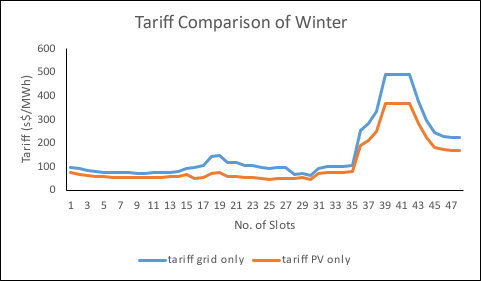 Tariff Comparison of Winter
600
500
400
300
200
100
0
Tariff (s$/MWh)
1 3 5 7 9 11 13 15 17 19 21 23 25 27 29 31 33 35 37 39 41 43 45 47
No. of Slots
tariff grid only tariff PV only